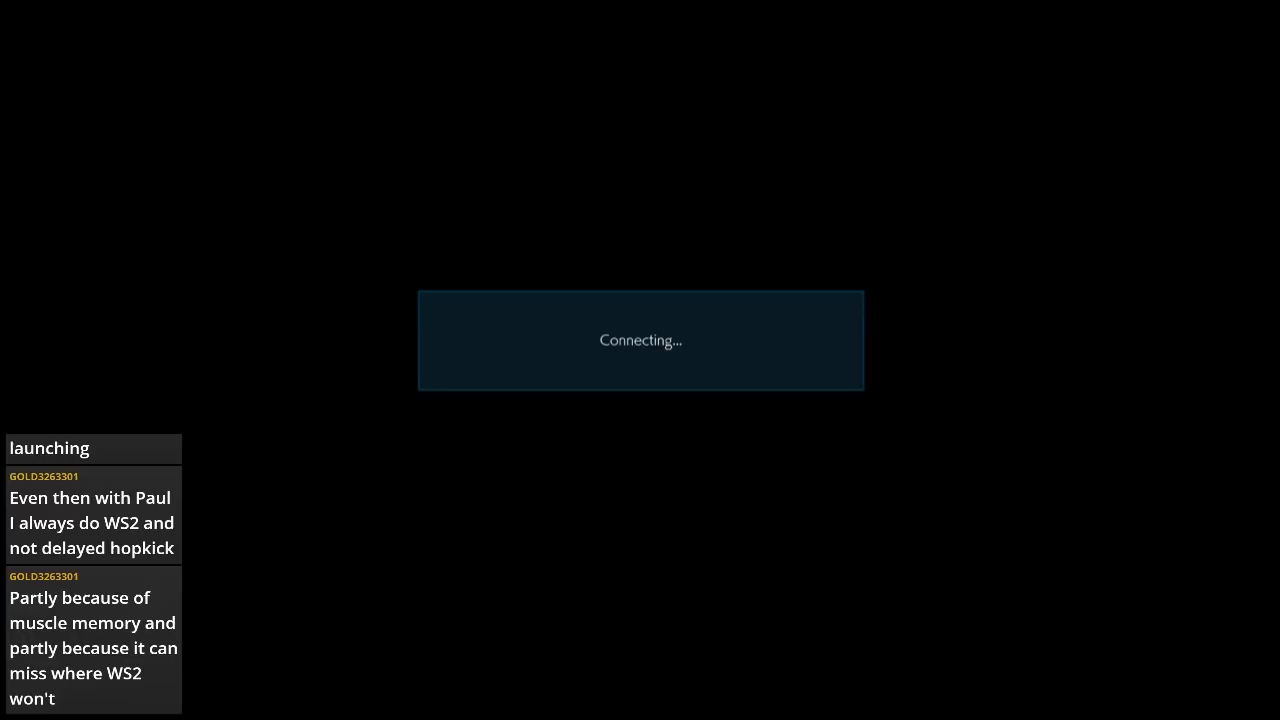 Connecting...
launching
GOLD3263301
Even then with Paul
I always do WS2 and
not delayed hopkick
GOLD3263301
Partly because of
muscle memory and
partly because it can
miss where WS2
won't